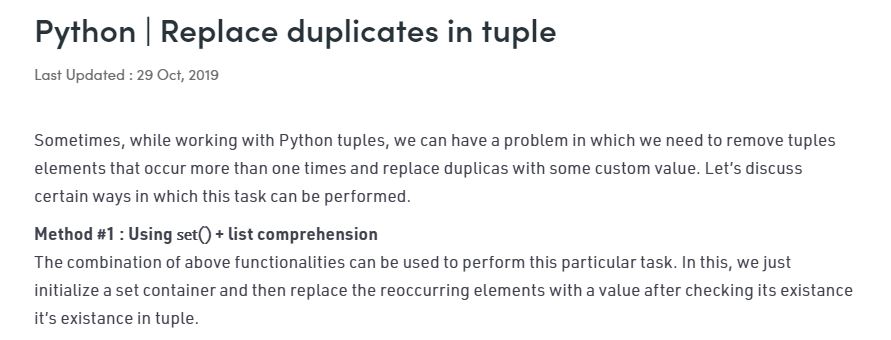 Python | Replace duplicates in tuple
Last Updated : 29 Oct, 2019
Sometimes, while working with Python tuples, we can have a problem in which we need to remove tuples
elements that occur more than one times and replace duplicas with some custom value. Let's discuss
certain ways in which this task can be performed.
Method #1 : Using set() + list comprehension
The combination of above functionalities can be used to perform this particular task. In this, we just
initialize a set container and then replace the reoccurring elements with a value after checking its existance
it's existance in tuple.